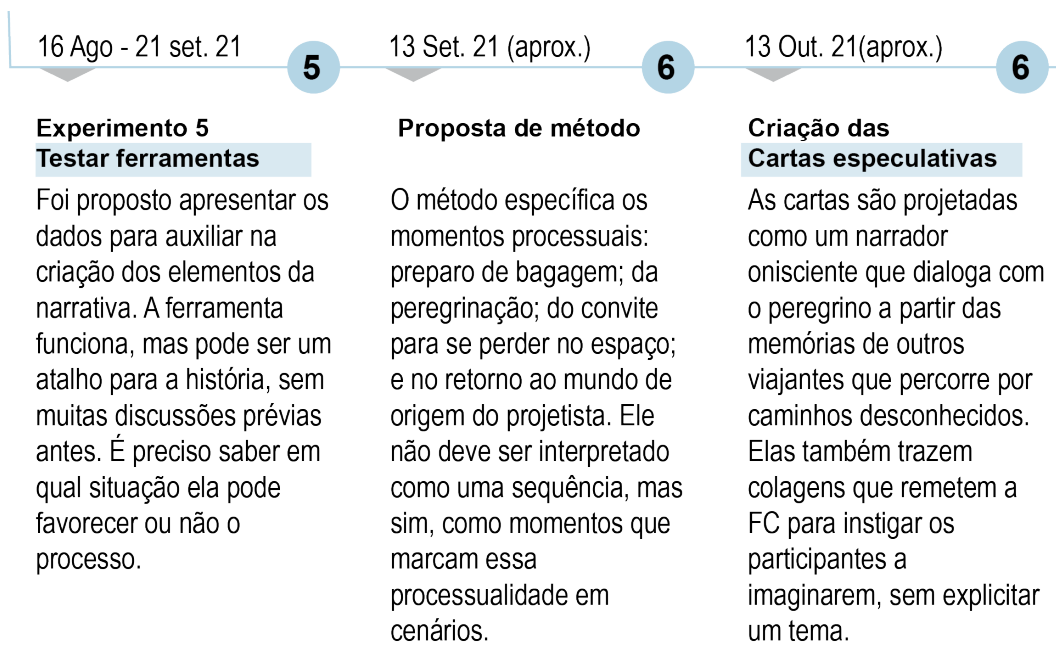 16 Ago - 21 set. 21
5
Experimento 5
Testar ferramentas
Foi proposto apresentar os
dados para auxiliar na
criação dos elementos da
narrativa. A ferramenta
funciona, mas pode ser um
atalho para a história, sem
muitas discussões prévias
antes. É preciso saber em
qual situação ela pode
favorecer ou não o
processo.
13 Set. 21 (aprox.)
6
Proposta de método
O método específica os
momentos processuais:
preparo de bagagem; da
peregrinação; do convite
para se perder no espaço;
e no retorno ao mundo de
origem do projetista. Ele
não deve ser interpretado
como uma sequência, mas
sim, como momentos que
marcam essa
processualidade em
cenários.
13 Out. 21(aprox.)
6
Criação das
Cartas especulativas
As cartas são projetadas
como um narrador
onisciente que dialoga com
o peregrino a partir das
memórias de outros
viajantes que percorre por
caminhos desconhecidos.
Elas também trazem
colagens que remetem a
FC para instigar os
participantes a
imaginarem, sem explicitar
um tema.